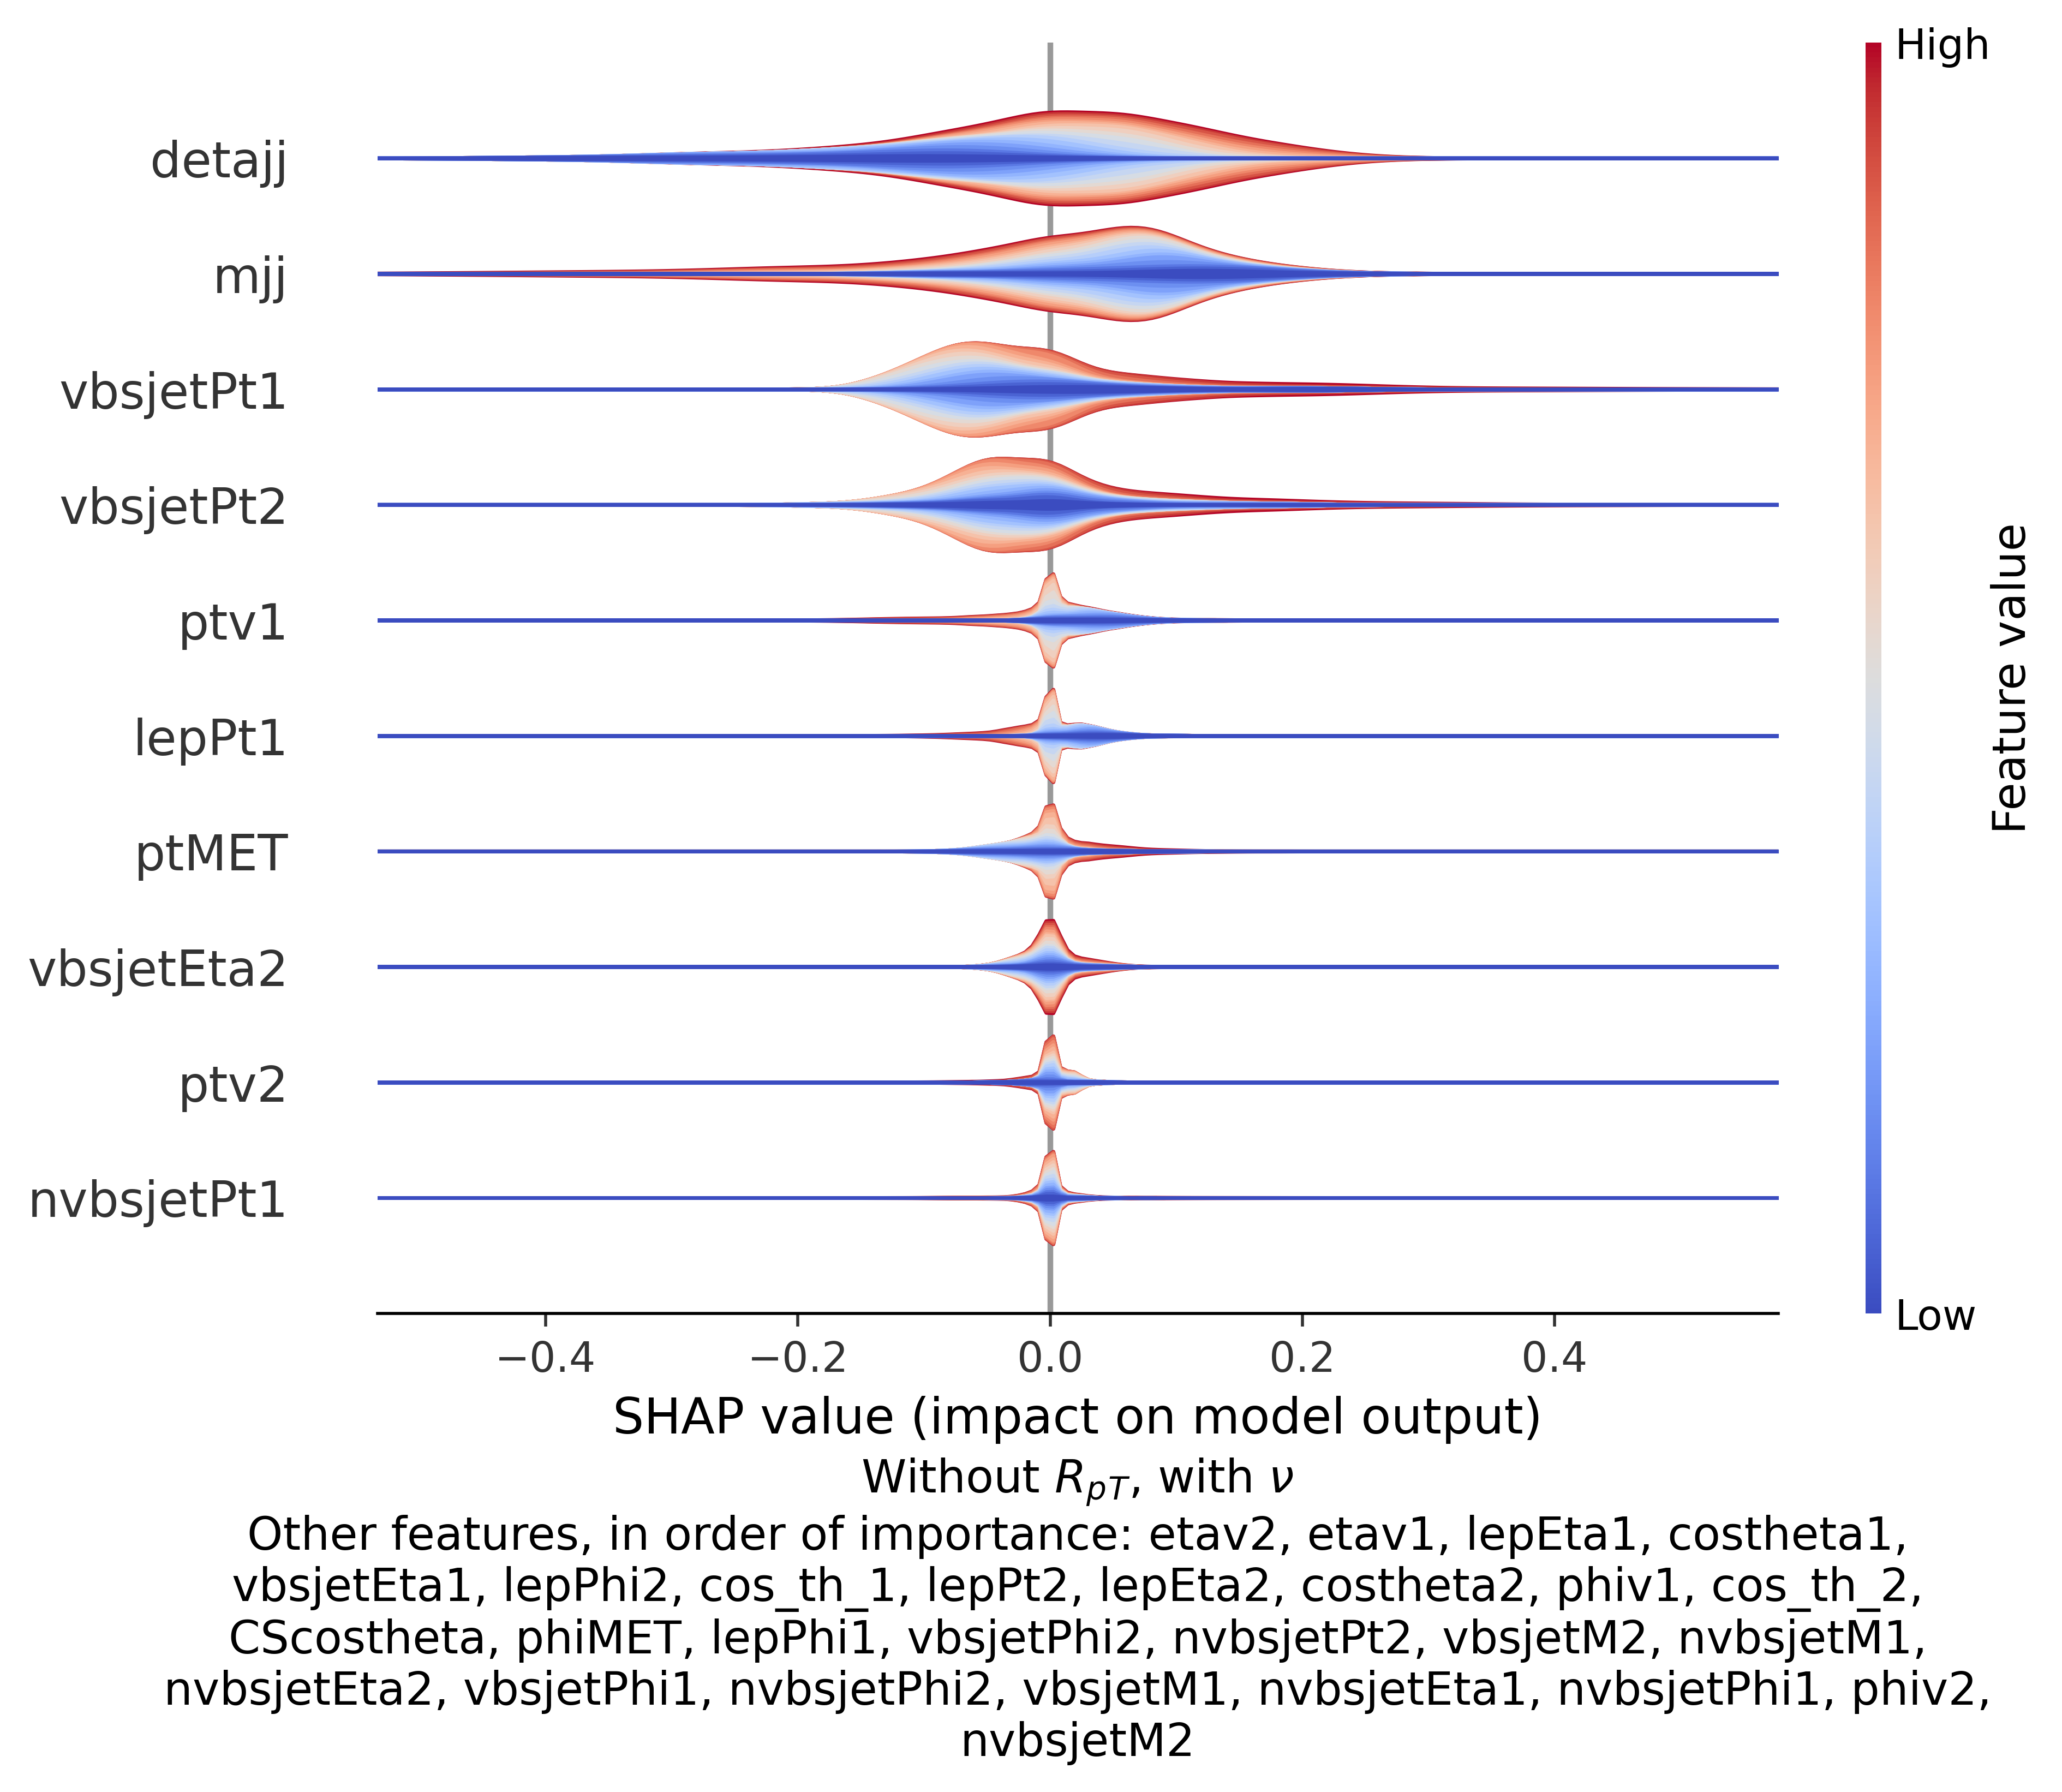 High
detajj
mjj
vbsjetPt1
vbsjetPt2
ptv1
lepPt1
ptMET
vbsjetEta2
ptv2
nvbsjetPt1
Feature value
Low
−0.4 −0.2 0.0 0.2 0.4
SHAP value (impact on model output)
Without $R_{pT}$, with $\nu$
Other features, in order of importance: etav2, etav1, lepEta1, costheta1,
vbsjetEta1, lepPhi2, cos_th_1, lepPt2, lepEta2, costheta2, phiv1, cos_th_2,
CScostheta, phiMET, lepPhi1, vbsjetPhi2, nvbsjetPt2, vbsjetM2, nvbsjetM1,
nvbsjetEta2, vbsjetPhi1, nvbsjetPhi2, vbsjetM1, nvbsjetEta1, nvbsjetPhi1, phiv2,
nvbsjetM2